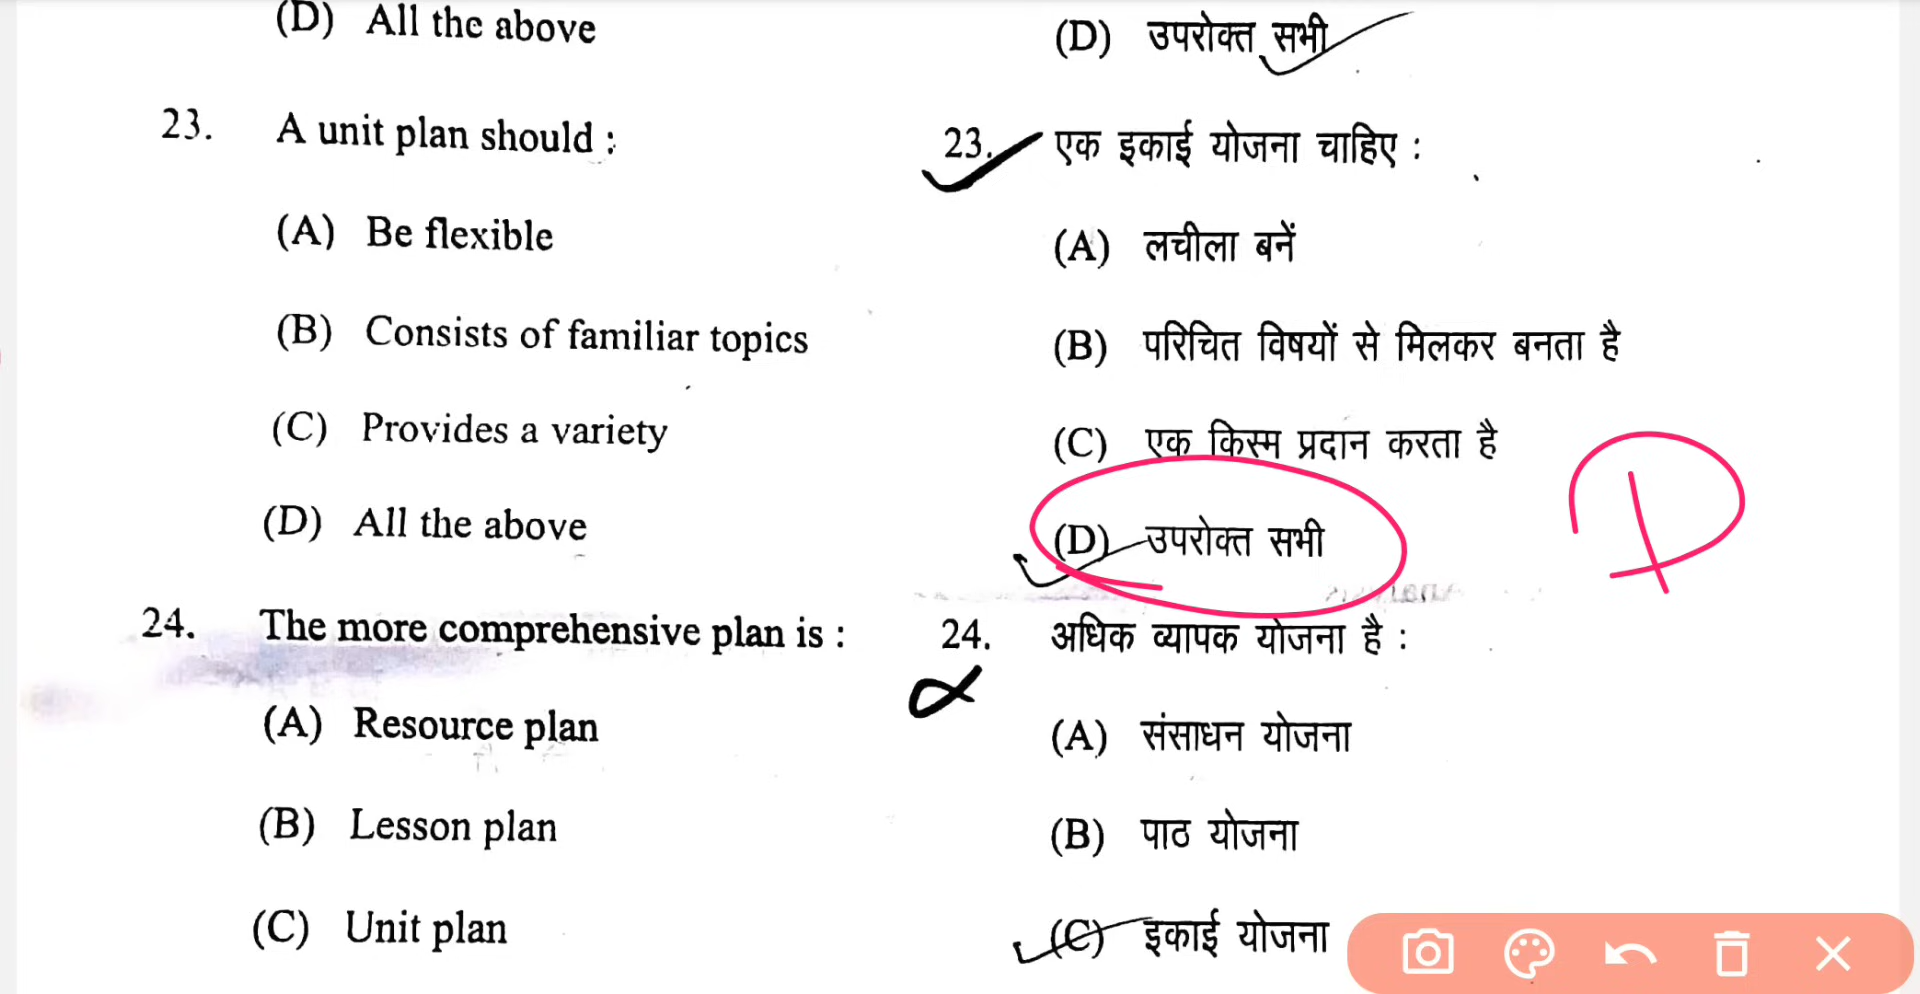 (D) All the above
23. A unit plan should :
(A) Be flexible
(B) Consists of familiar topics
(C) Provides a variety
(D) All the above
24. The more comprehensive plan is :
(A) Resource plan
(B) Lesson plan
(C) Unit plan
(D) उपरोक्त सभी
23. एक इकाई योजना चाहिए :
(A) लचीला बनें
(B) परिचित विषयों से मिलकर बनता है
(C) एक किस्म प्रदान करता है
(D) उपरोक्त सभी
D
24. अधिक व्यापक योजना है :
(A) संसाधन योजना
(B) पाठ योजना
(C) इकाई योजना